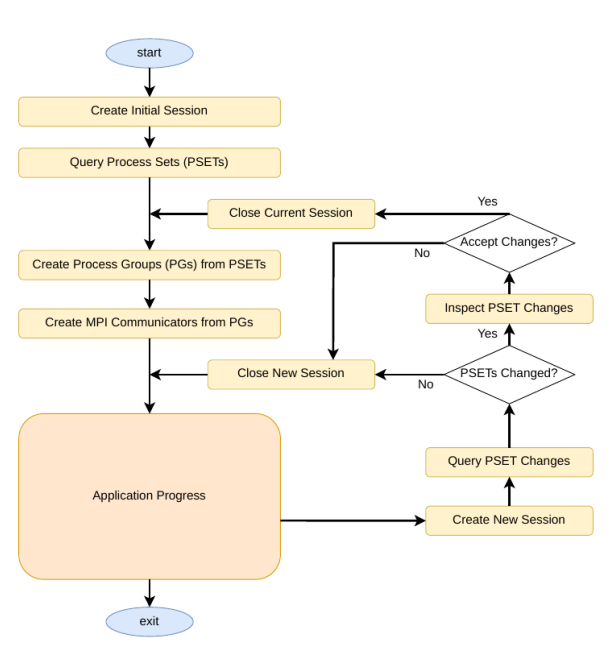 start
Create Initial Session
Query Process Sets (PSETs)
Yes
Close Current Session
Accept Changes?
No
Create Process Groups (PGs) from PSETs
Inspect PSET Changes
Create MPI Communicators from PGs
Yes
Close New Session
PSETs Changed?
No
Query PSET Changes
Application Progress
Create New Session
exit